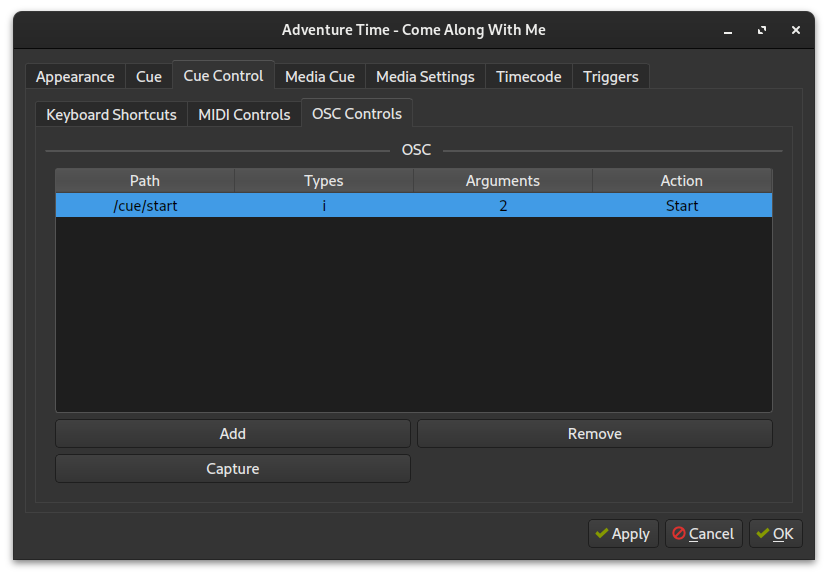 Adventure Time - Come Along With Me
Appearance Cue Cue Control Media Cue Media Settings Timecode Triggers
Keyboard Shortcuts MIDI Controls OSC Controls
OSC
Path Types Arguments Action
/cue/start i 2 Start
Add Remove
Capture
Apply Cancel OK